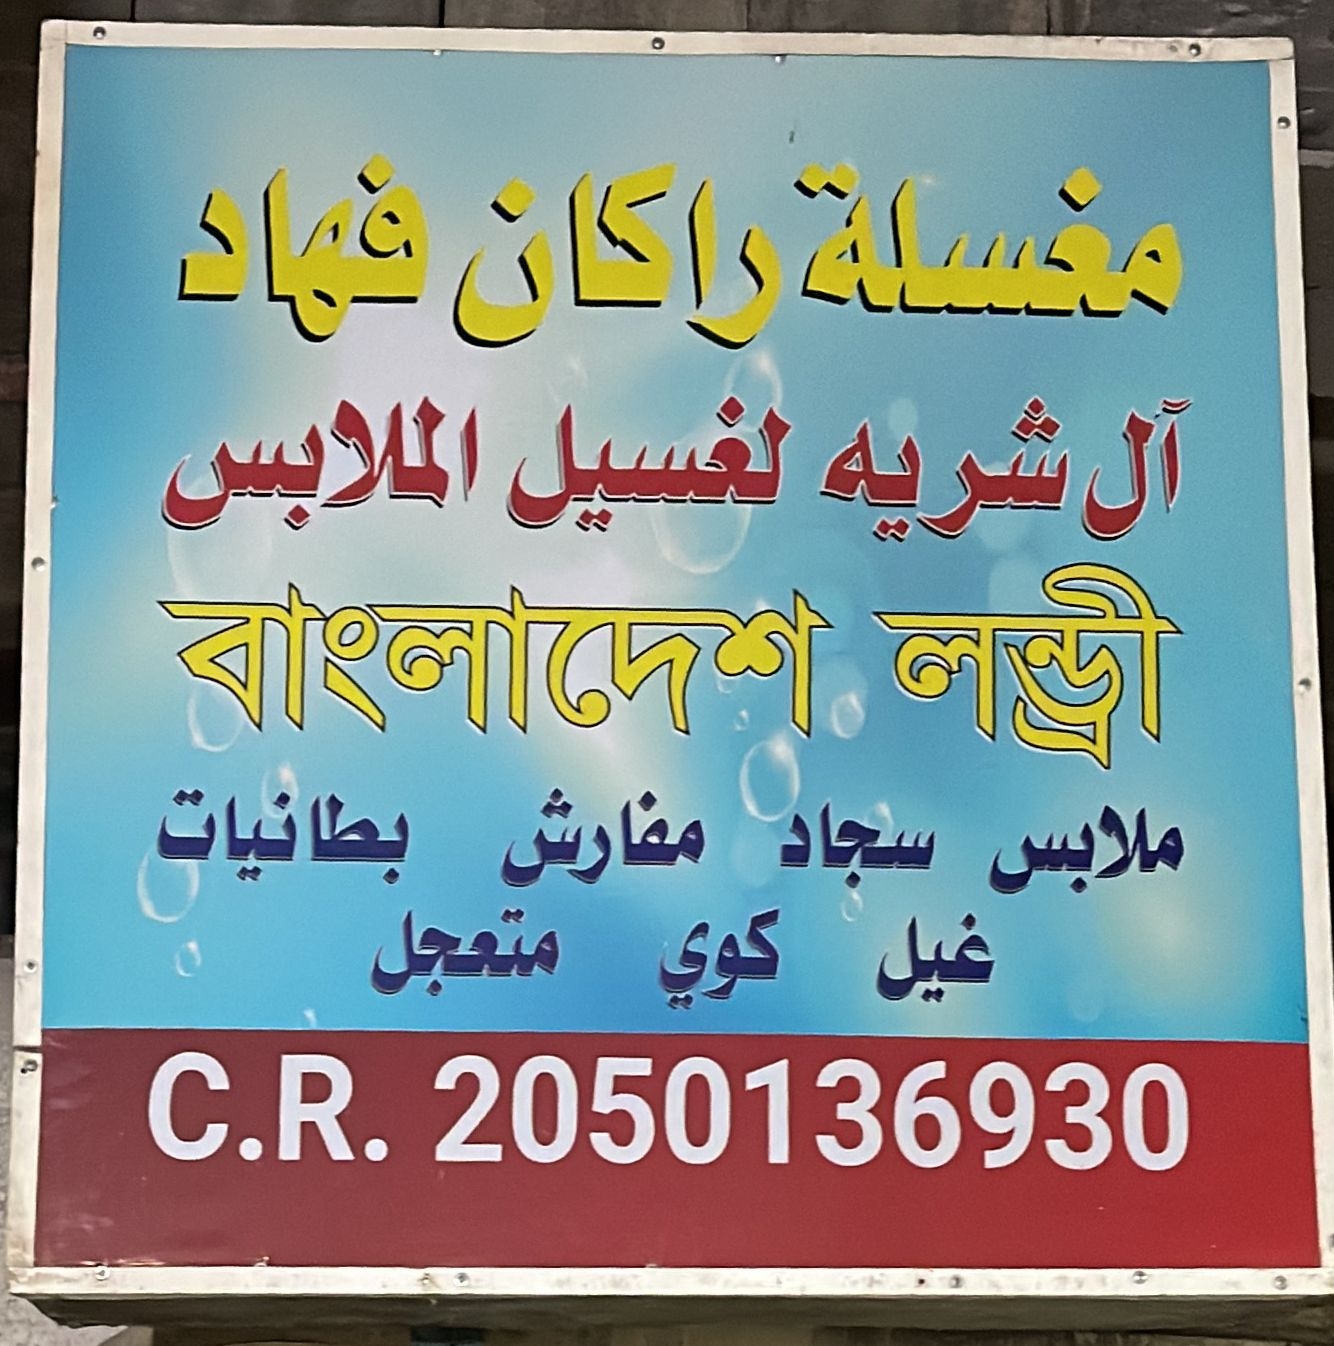 مغسلة راكان فهاد
آل شريه لغسيل الملابس
বাংলাদেশ লন্ড্রী
ملابس سجاد مفارش بطانيات
غيل كوي متعجل
C.R. 2050136930